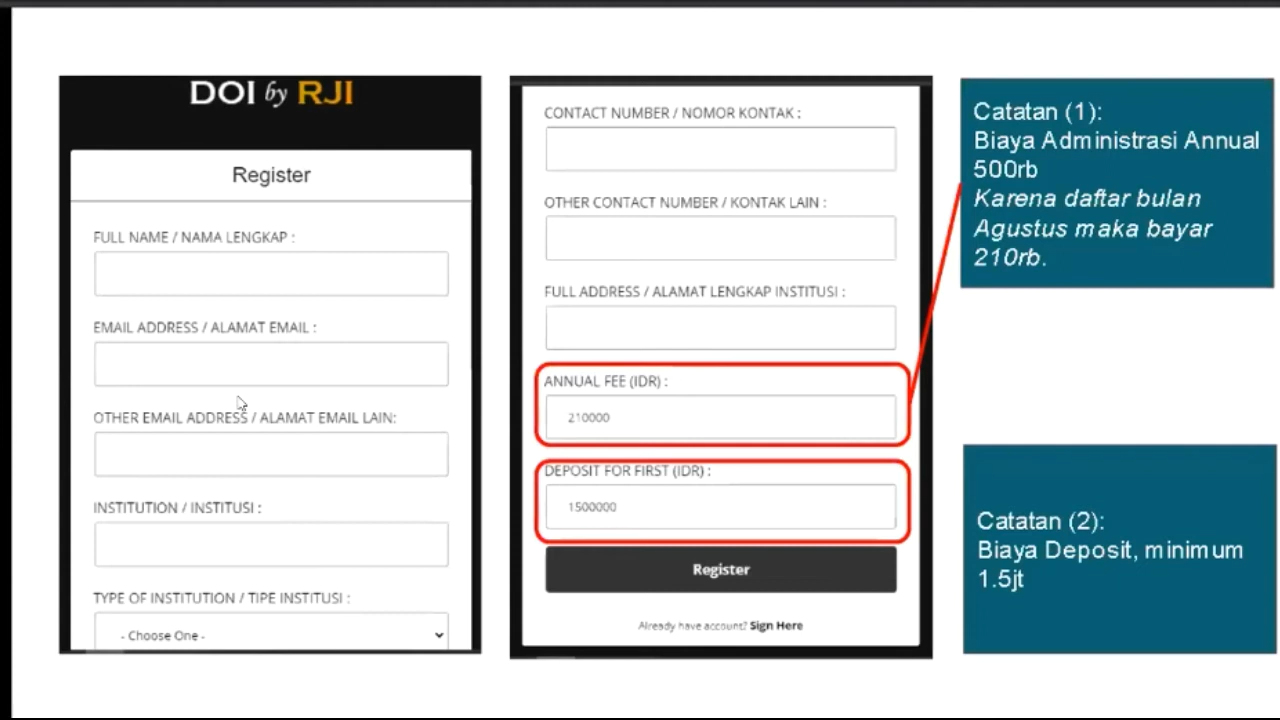 DOI by RJI
Register
FULL NAME / NAMA LENGKAP :
EMAIL ADDRESS / ALAMAT EMAIL :
OTHER EMAIL ADDRESS / ALAMAT EMAIL LAIN:
INSTITUTION / INSTITUSI :
TYPE OF INSTITUTION / TIPE INSTITUSI :
- Choose One -
CONTACT NUMBER / NOMOR KONTAK :
OTHER CONTACT NUMBER / KONTAK LAIN :
FULL ADDRESS / ALAMAT LENGKAP INSTITUSI :
ANNUAL FEE (IDR) :
210000
DEPOSIT FOR FIRST (IDR) :
1500000
Register
Already have account? Sign Here
Catatan (1):
Biaya Administrasi Annual
500rb
Karena daftar bulan
Agustus maka bayar
210rb.
Catatan (2):
Biaya Deposit, minimum
1.5jt